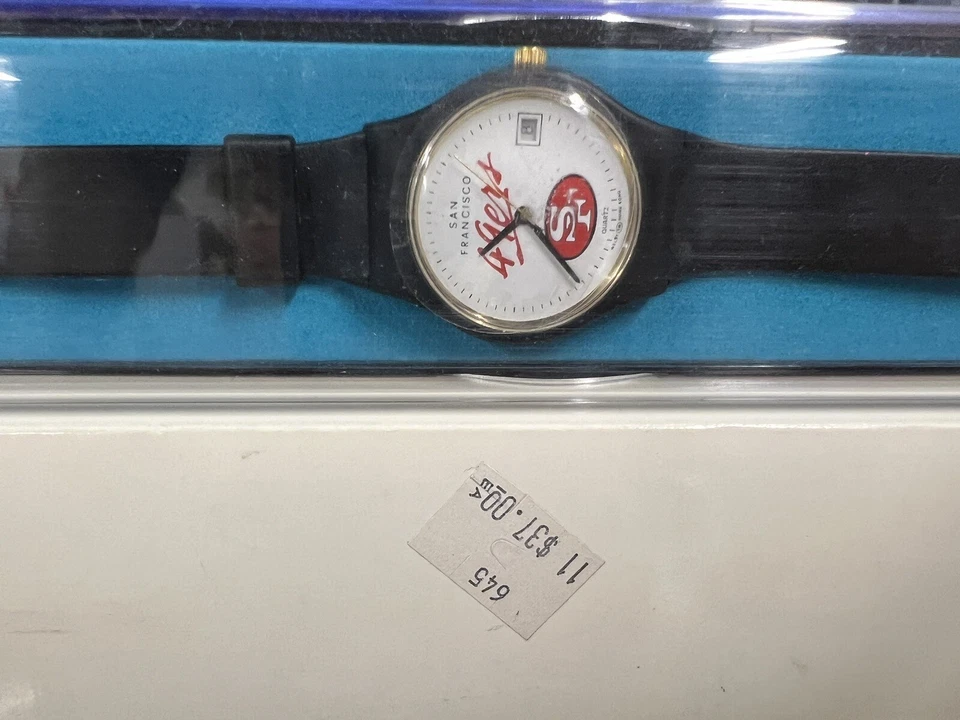 SAN
FRANCISCO
49ers
SF
QUARTZ
11 $37.00
645